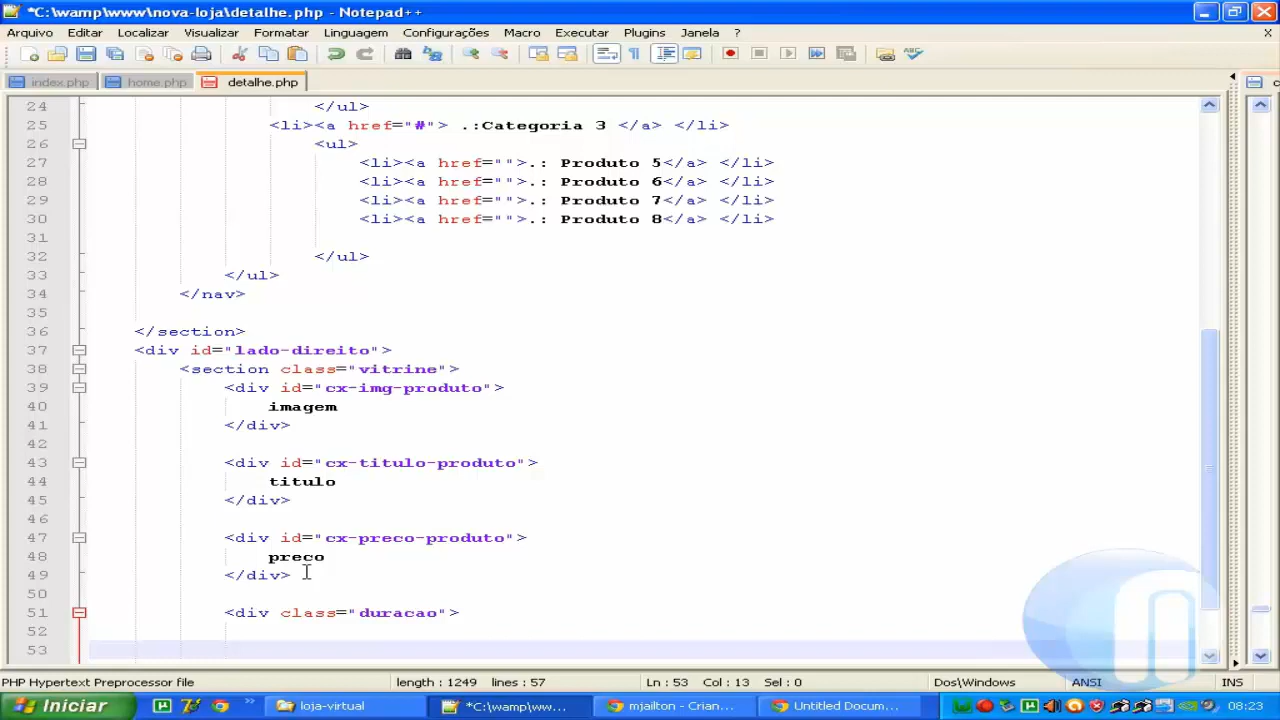 *C:\wamp\www\nova-loja\detalhe.php - Notepad++
Arquivo Editar Localizar Visualizar Formatar Linguagem Configurações Macro Executar Plugins Janela ? X
index.php home.php detalhe.php
24 </ul>
25 <li><a href="#"> .:Categoria 3 </a> </li>
26 <ul>
27 <li><a href="">.: Produto 5</a> </li>
28 <li><a href="">.: Produto 6</a> </li>
29 <li><a href="">.: Produto 7</a> </li>
30 <li><a href="">.: Produto 8</a> </li>
31
32 </ul>
33 </ul>
34 </nav>
35
36 </section>
37 <div id="lado-direito">
38 <section class="vitrine">
39 <div id="cx-img-produto">
40 imagem
41 </div>
42
43 <div id="cx-titulo-produto">
44 titulo
45 </div>
46
47 <div id="cx-preco-produto">
48 preco
49 </div>
50
51 <div class="duracao">
52
53
PHP Hypertext Preprocessor file length : 1249 lines : 57 Ln : 53 Col : 13 Sel : 0 Dos\Windows ANSI INS
Iniciar loja-virtual *C:\wamp\ww... mjailton - Crian... Untitled Docum... 08:23